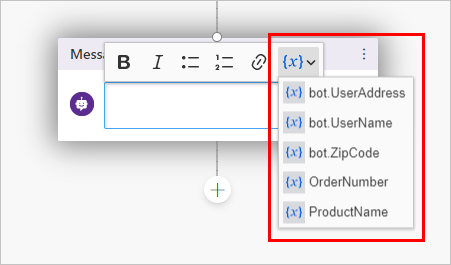 Messa
B I {x}
{x} bot.UserAddress
{x} bot.UserName
{x} bot.ZipCode
{x} OrderNumber
{x} ProductName